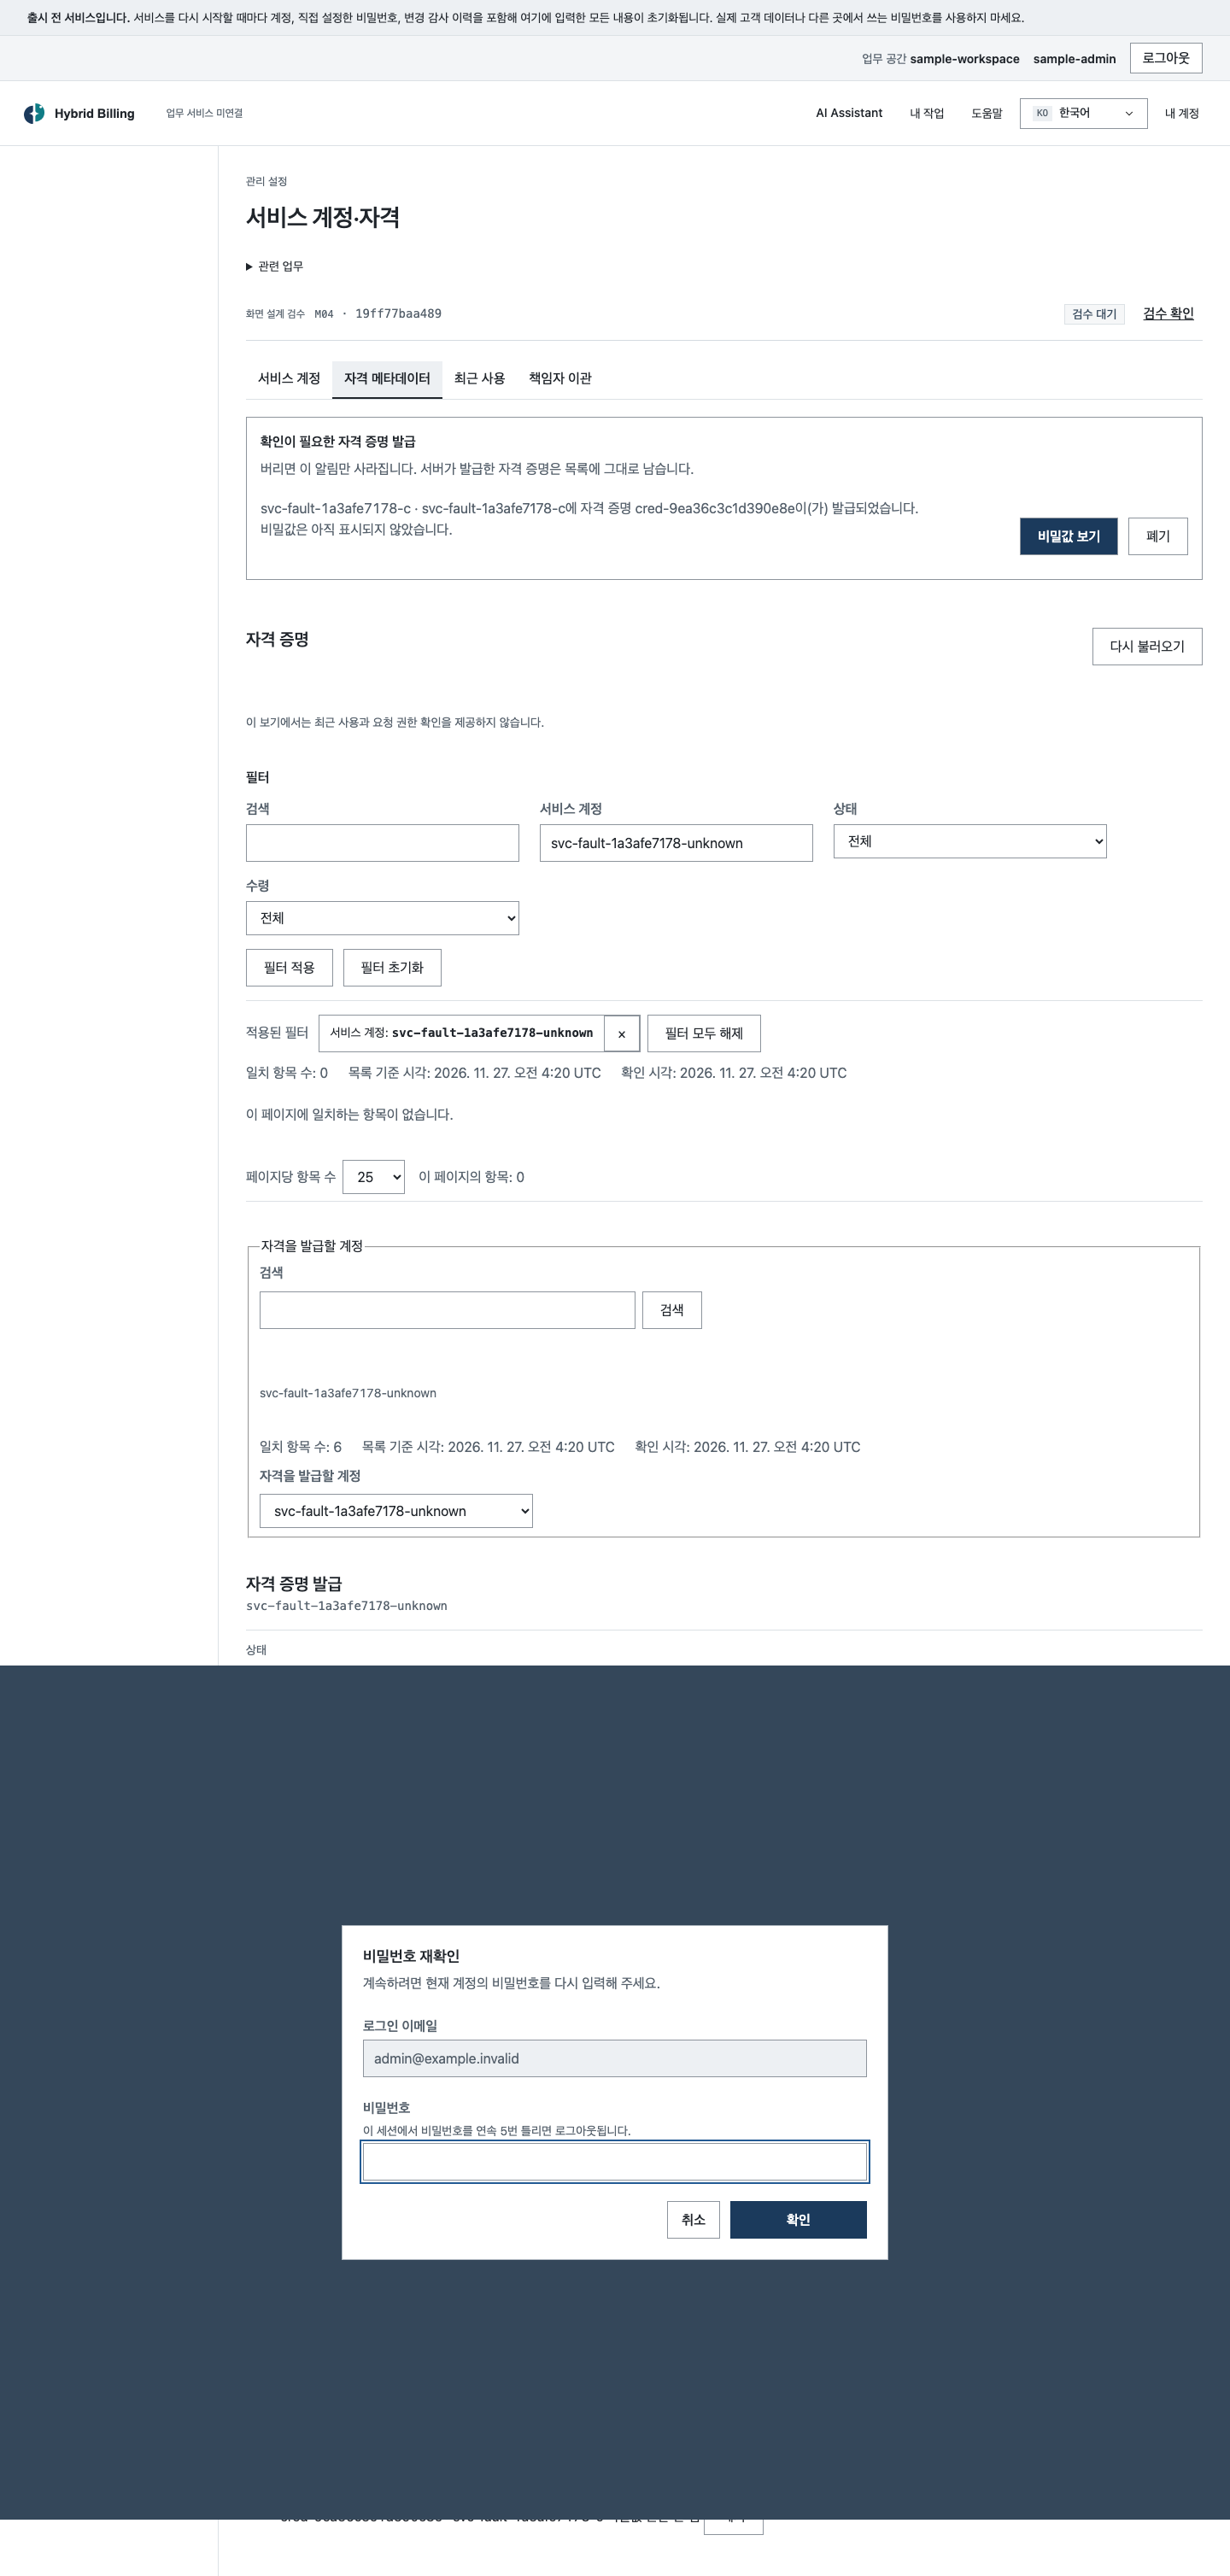 출시 전 서비스입니다. 서비스를 다시 시작할 때마다 계정, 직접 설정한 비밀번호, 변경 감사 이력을 포함해 여기에 입력한 모든 내용이 초기화됩니다. 실제 고객 데이터나 다른 곳에서 쓰는 비밀번호를 사용하지 마세요.
업무 공간 sample-workspace sample-admin 로그아웃
Hybrid Billing 업무 서비스 미연결 AI Assistant 내 작업 도움말 KO 한국어 내 계정
관리 설정
서비스 계정·자격
관련 업무
화면 설계 검수 M04 · 19ff77baa489 검수 대기 검수 확인
서비스 계정 자격 메타데이터 최근 사용 책임자 이관
확인이 필요한 자격 증명 발급
버리면 이 알림만 사라집니다. 서버가 발급한 자격 증명은 목록에 그대로 남습니다.
svc-fault-1a3afe7178-c · svc-fault-1a3afe7178-c에 자격 증명 cred-9ea36c3c1d390e8e이(가) 발급되었습니다.
비밀값은 아직 표시되지 않았습니다.
비밀값 보기 폐기
자격 증명 다시 불러오기
이 보기에서는 최근 사용과 요청 권한 확인을 제공하지 않습니다.
필터
검색 서비스 계정 상태
svc-fault-1a3afe7178-unknown 전체
수령
전체
필터 적용 필터 초기화
적용된 필터 서비스 계정: svc-fault-1a3afe7178-unknown × 필터 모두 해제
일치 항목 수: 0 목록 기준 시각: 2026. 11. 27. 오전 4:20 UTC 확인 시각: 2026. 11. 27. 오전 4:20 UTC
이 페이지에 일치하는 항목이 없습니다.
페이지당 항목 수 25 이 페이지의 항목: 0
자격을 발급할 계정
검색
검색
svc-fault-1a3afe7178-unknown
일치 항목 수: 6 목록 기준 시각: 2026. 11. 27. 오전 4:20 UTC 확인 시각: 2026. 11. 27. 오전 4:20 UTC
자격을 발급할 계정
svc-fault-1a3afe7178-unknown
자격 증명 발급
svc-fault-1a3afe7178-unknown
상태
비밀번호 재확인
계속하려면 현재 계정의 비밀번호를 다시 입력해 주세요.
로그인 이메일
admin@example.invalid
비밀번호
이 세션에서 비밀번호를 연속 5번 틀리면 로그아웃됩니다.
취소 확인